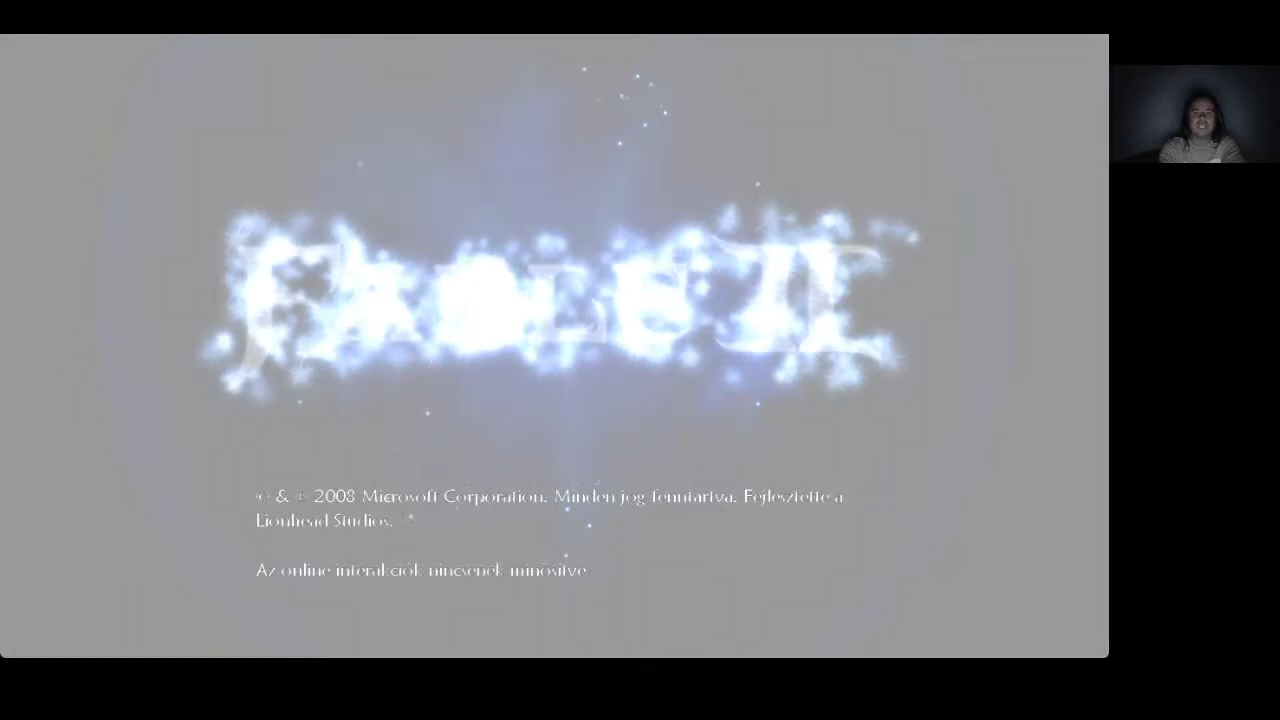 FABLE II
© & ℗ 2008 Microsoft Corporation. Minden jog fenntartva. Fejlesztette a
Lionhead Studios.
Az online interakciók nincsenek minősítve